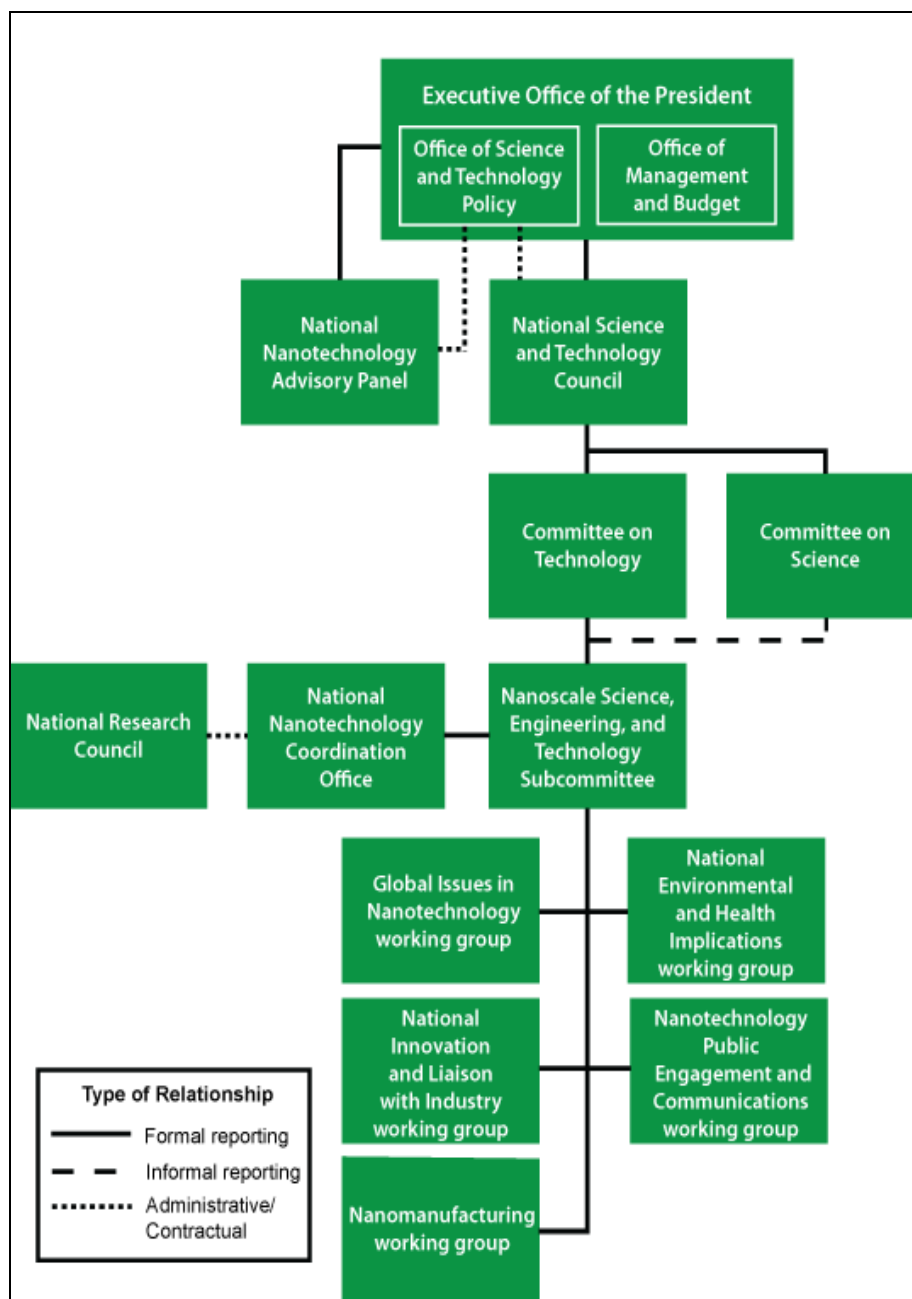 Executive Office of the President
Office of Science
and Technology
Policy
Office of
Management
and Budget
National
Nanotechnology
Advisory Panel
National Science
and Technology
Council
Committee on
Technology
Committee on
Science
National Research
Council
National
Nanotechnology
Coordination
Office
Nanoscale Science,
Engineering, and
Technology
Subcommittee
Global Issues in
Nanotechnology
working group
National
Environmental
and Health
Implications
working group
National
Innovation
and Liaison
with Industry
working group
Nanotechnology
Public
Engagement and
Communications
working group
Nanomanufacturing
working group
Type of Relationship
Formal reporting
Informal reporting
Administrative/
Contractual